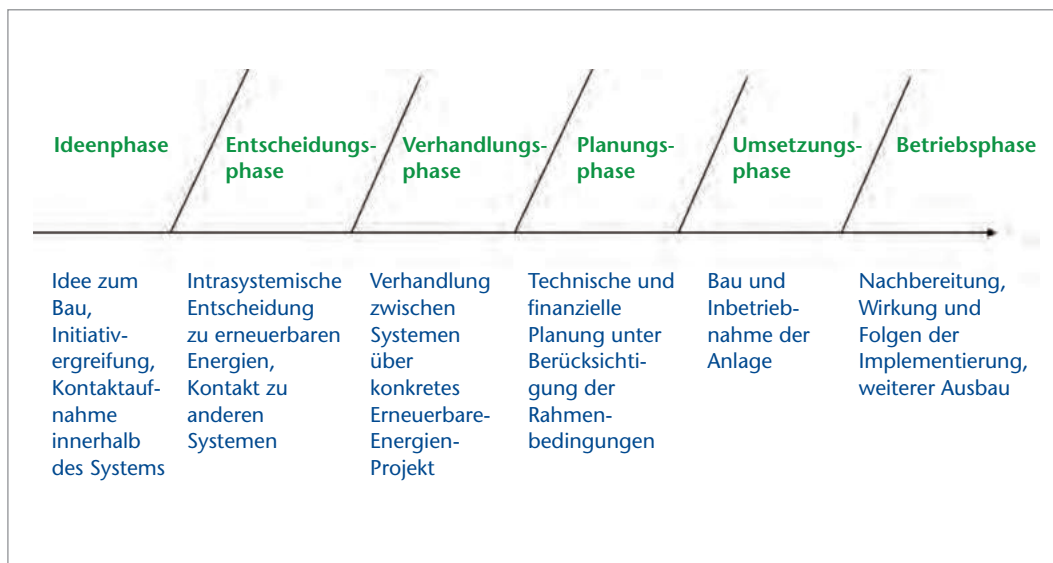 Ideenphase
Entscheidungs-
phase
Verhandlungs-
phase
Planungs-
phase
Umsetzungs-
phase
Betriebsphase
Idee zum
Bau,
Initiativ-
ergreifung,
Kontaktauf-
nahme
innerhalb
des Systems
Intrasystemische
Entscheidung
zu erneuerbaren
Energien,
Kontakt zu
anderen
Systemen
Verhandlung
zwischen
Systemen
über
konkretes
Erneuerbare-
Energien-
Projekt
Technische und
finanzielle
Planung unter
Berücksichti-
gung der
Rahmen-
bedingungen
Bau und
Inbetrieb-
nahme der
Anlage
Nachbereitung,
Wirkung und
Folgen der
Implementierung,
weiterer Ausbau